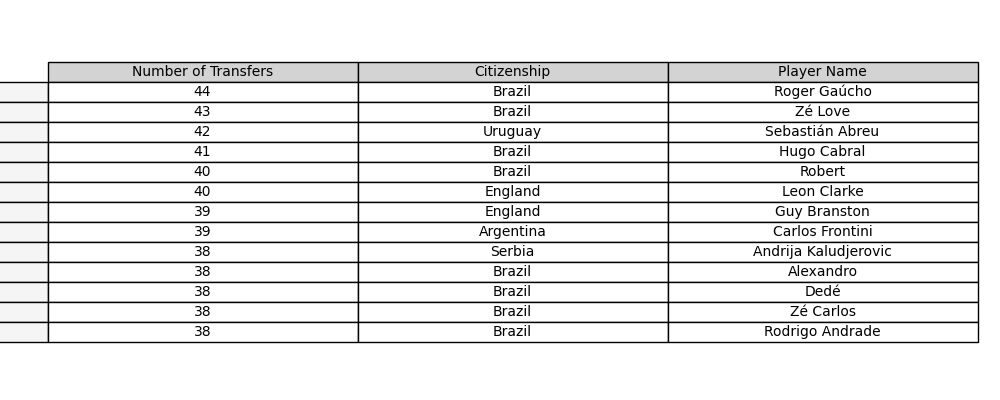 Number of Transfers Citizenship Player Name
44 Brazil Roger Gaúcho
43 Brazil Zé Love
42 Uruguay Sebastián Abreu
41 Brazil Hugo Cabral
40 Brazil Robert
40 England Leon Clarke
39 England Guy Branston
39 Argentina Carlos Frontini
38 Serbia Andrija Kaludjerovic
38 Brazil Alexandro
38 Brazil Dedé
38 Brazil Zé Carlos
38 Brazil Rodrigo Andrade